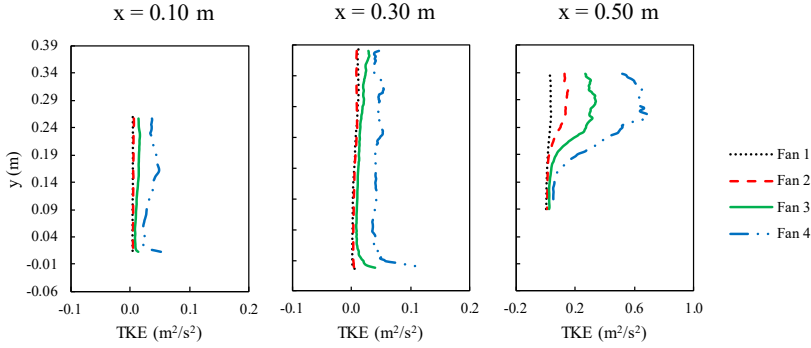 x = 0.10 m
x = 0.30 m
x = 0.50 m
y (m)
0.39
0.34
0.29
0.24
0.19
0.14
0.09
0.04
-0.01
-0.06
-0.1 0.0 0.1 0.2
-0.1 0.0 0.1 0.2
-0.2 0.2 0.6 1.0
TKE (m²/s²)
TKE (m²/s²)
TKE (m²/s²)
Fan 1
Fan 2
Fan 3
Fan 4